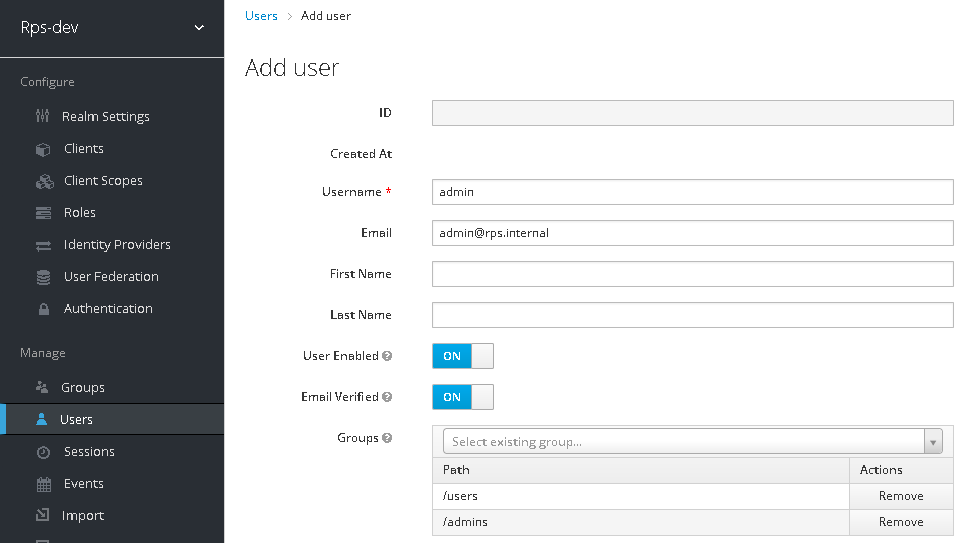 Rps-dev
Configure
Realm Settings
Clients
Client Scopes
Roles
Identity Providers
User Federation
Authentication
Manage
Groups
Users
Sessions
Events
Import
Users > Add user
Add user
ID
Created At
Username * admin
Email admin@rps.internal
First Name
Last Name
User Enabled ON
Email Verified ON
Groups Select existing group...
Path Actions
/users Remove
/admins Remove